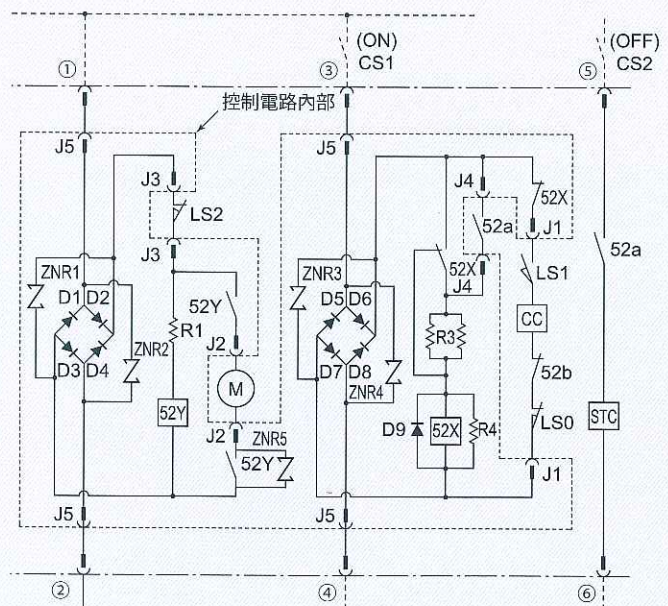 (ON)
CS1
(OFF)
CS2
①
③
⑤
控制電路內部
J5
J3
LS2
J3
J5
J4
52a
52X
J1
52X
J4
LS1
CC
52a
ZNR1
D1
D2
ZNR2
D3
D4
R1
52Y
52Y
J2
M
J2
ZNR5
52Y
ZNR3
D5
D6
D7
D8
ZNR4
R3
D9
52X
R4
52b
LS0
STC
J1
J5
J5
②
④
⑥